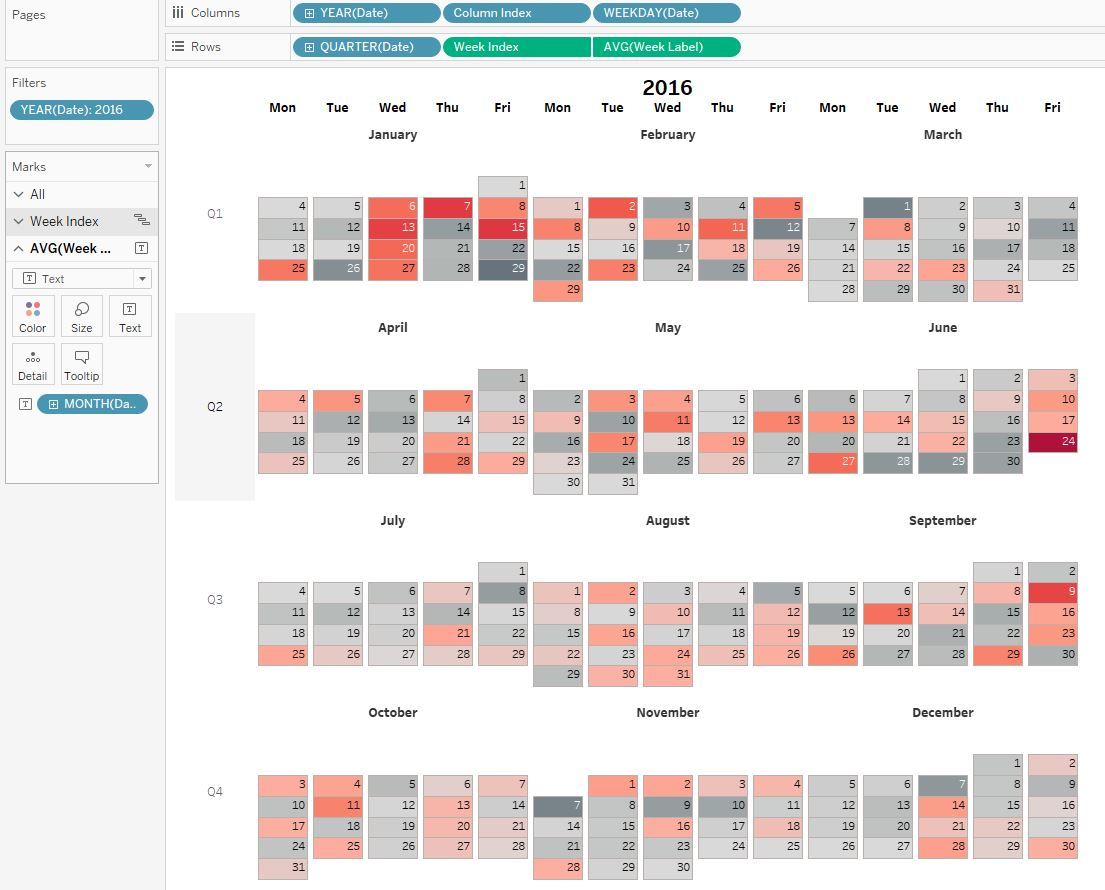 Pages
Columns YEAR(Date) Column Index WEEKDAY(Date)
Rows QUARTER(Date) Week Index AVG(Week Label)
Filters
YEAR(Date): 2016
Marks
All
Week Index
AVG(Week ...
Text
Color Size Text
Detail Tooltip
MONTH(Da..
2016
Mon Tue Wed Thu Fri Mon Tue Wed Thu Fri Mon Tue Wed Thu Fri
January February March
Q1
1
4 5 6 7 8 1 2 3 4 5 1 2 3 4
11 12 13 14 15 8 9 10 11 12 7 8 9 10 11
18 19 20 21 22 15 16 17 18 19 14 15 16 17 18
25 26 27 28 29 22 23 24 25 26 21 22 23 24 25
29 28 29 30 31
April May June
Q2
1 1 2 3
4 5 6 7 8 2 3 4 5 6 6 7 8 9 10
11 12 13 14 15 9 10 11 12 13 13 14 15 16 17
18 19 20 21 22 16 17 18 19 20 20 21 22 23 24
25 26 27 28 29 23 24 25 26 27 27 28 29 30
30 31
July August September
Q3
1 1 2
4 5 6 7 8 1 2 3 4 5 5 6 7 8 9
11 12 13 14 15 8 9 10 11 12 12 13 14 15 16
18 19 20 21 22 15 16 17 18 19 19 20 21 22 23
25 26 27 28 29 22 23 24 25 26 26 27 28 29 30
29 30 31
October November December
Q4
1 2
3 4 5 6 7 1 2 3 4 5 6 7 8 9
10 11 12 13 14 7 8 9 10 11 12 13 14 15 16
17 18 19 20 21 14 15 16 17 18 19 20 21 22 23
24 25 26 27 28 21 22 23 24 25 26 27 28 29 30
31 28 29 30